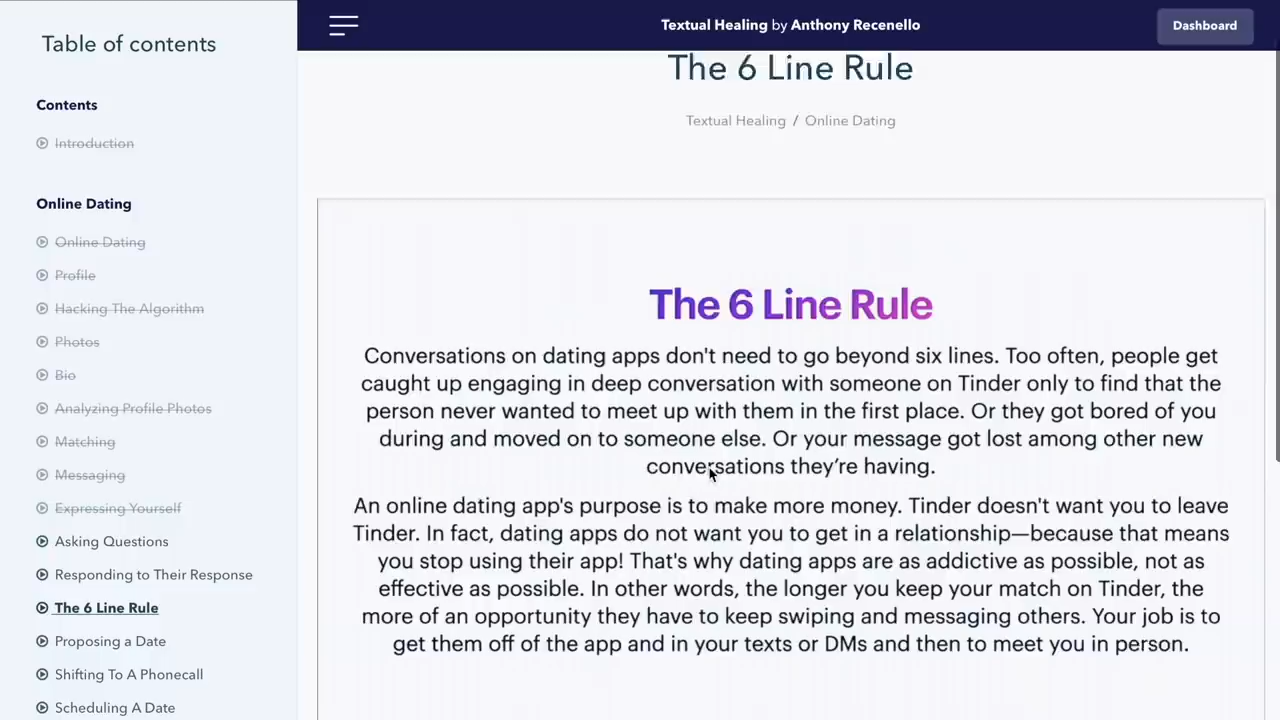 Table of contents
Contents
Introduction
Online Dating
Online Dating
Profile
Hacking The Algorithm
Photos
Bio
Analyzing Profile Photos
Matching
Messaging
Expressing Yourself
Asking Questions
Responding to Their Response
The 6 Line Rule
Proposing a Date
Shifting To A Phonecall
Scheduling A Date
Textual Healing by Anthony Recenello
Dashboard
The 6 Line Rule
Textual Healing / Online Dating
The 6 Line Rule
Conversations on dating apps don't need to go beyond six lines. Too often, people get
caught up engaging in deep conversation with someone on Tinder only to find that the
person never wanted to meet up with them in the first place. Or they got bored of you
during and moved on to someone else. Or your message got lost among other new
conversations they’re having.
An online dating app's purpose is to make more money. Tinder doesn't want you to leave
Tinder. In fact, dating apps do not want you to get in a relationship—because that means
you stop using their app! That's why dating apps are as addictive as possible, not as
effective as possible. In other words, the longer you keep your match on Tinder, the
more of an opportunity they have to keep swiping and messaging others. Your job is to
get them off of the app and in your texts or DMs and then to meet you in person.